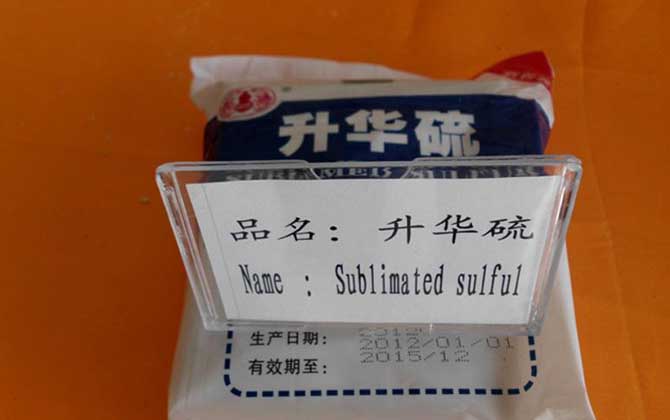 升华硫
品名：升华硫
Name : Sublimated sulful
生产日期：
2012/01/01
有效期至：
2015/12